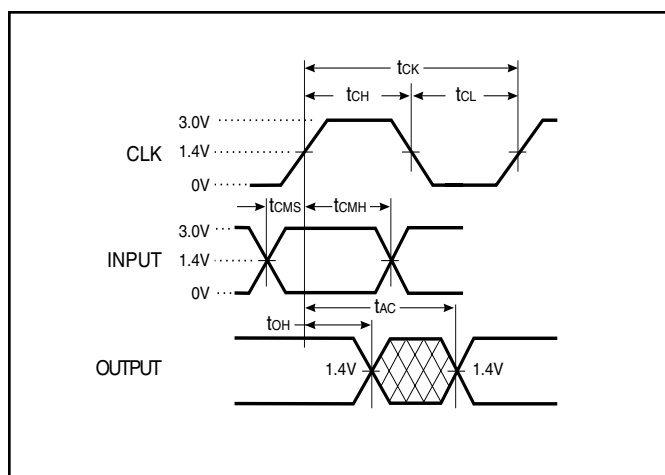 tCK
tCH tCL
3.0V
CLK 1.4V
0V
tCMS tCMH
3.0V
INPUT 1.4V
0V
tAC
tOH
OUTPUT 1.4V 1.4V